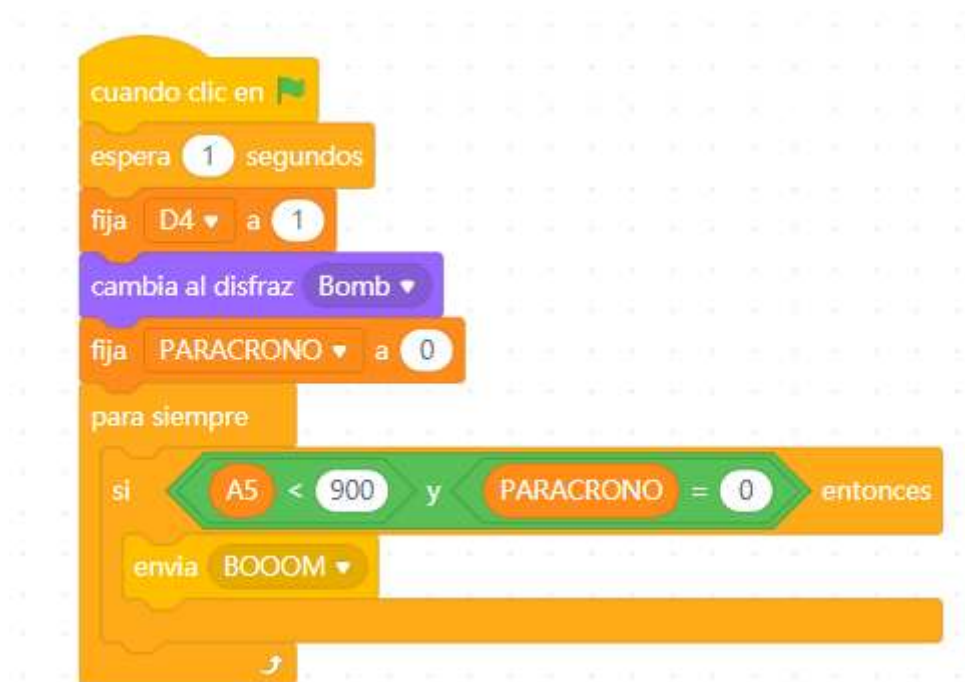 cuando clic en
espera 1 segundos
fija D4 a 1
cambia al disfraz Bomb
fija PARACRONO a 0
para siempre
si A5 < 900 y PARACRONO = 0 entonces
envia BOOOM